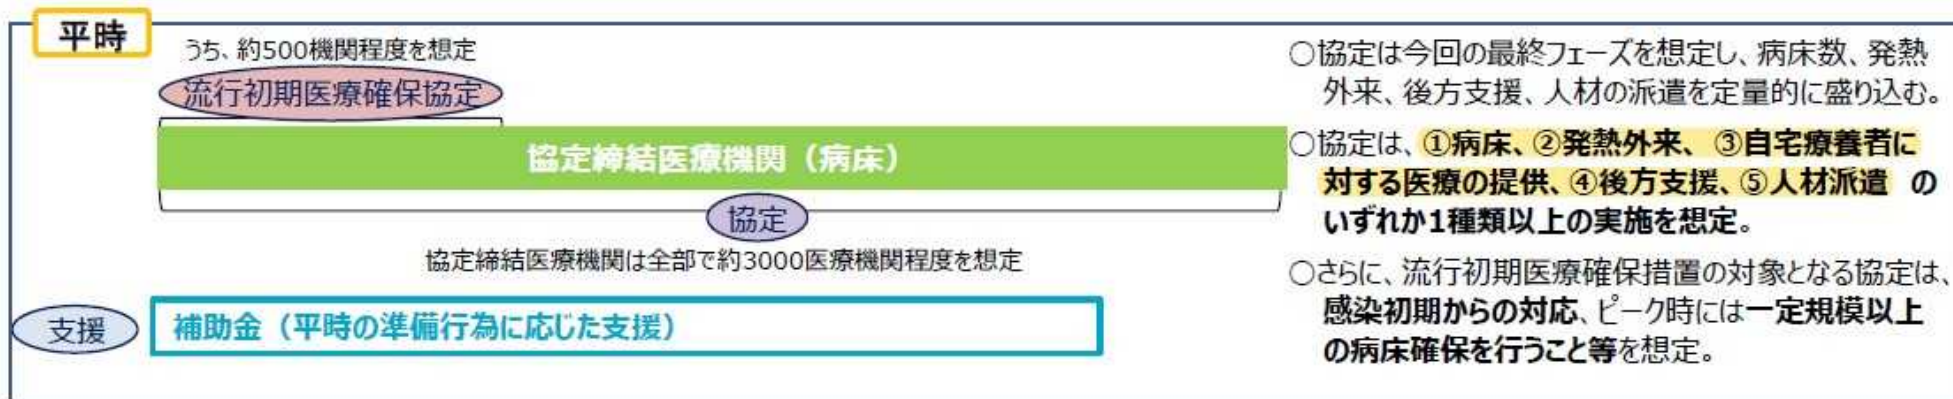 平時
うち、約500機関程度を想定
流行初期医療確保協定
協定締結医療機関（病床）
協定
協定締結医療機関は全部で約3000医療機関程度を想定
支援
補助金（平時の準備行為に応じた支援）
○協定は今回の最終フェーズを想定し、病床数、発熱
外来、後方支援、人材の派遣を定量的に盛り込む。
○協定は、①病床、②発熱外来、③自宅療養者に
対する医療の提供、④後方支援、⑤人材派遣 の
いずれか1種類以上の実施を想定。
○さらに、流行初期医療確保措置の対象となる協定は、
感染初期からの対応、ピーク時には一定規模以上
の病床確保を行うこと等を想定。